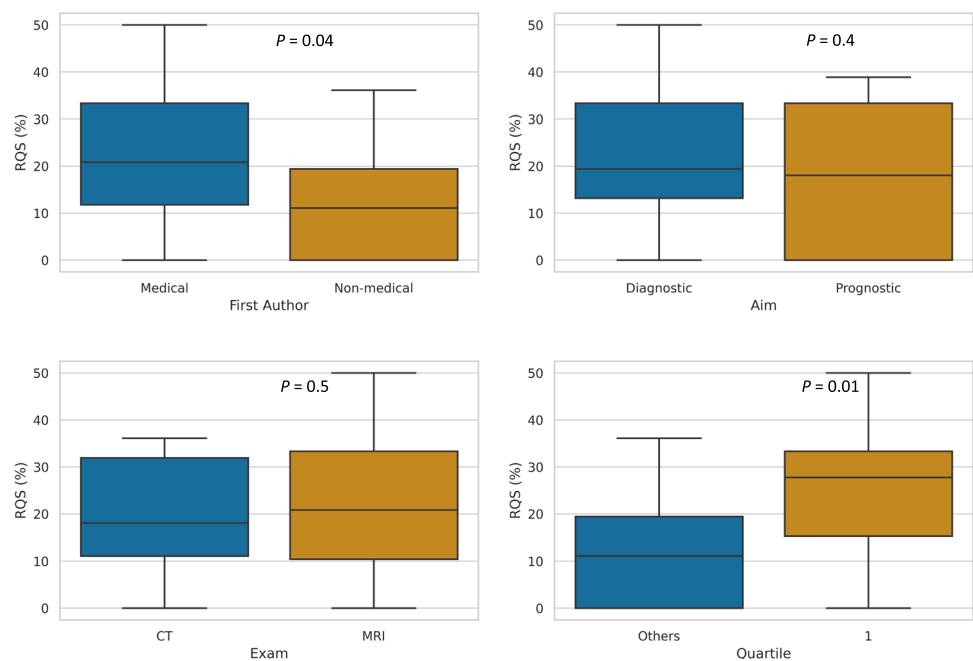 50
40
30
20
10
0
RQS (%)
P = 0.04
Medical
Non-medical
First Author
50
40
30
20
10
0
RQS (%)
P = 0.4
Diagnostic
Prognostic
Aim
50
40
30
20
10
0
RQS (%)
P = 0.5
CT
MRI
Exam
50
40
30
20
10
0
RQS (%)
P = 0.01
Others
1
Quartile